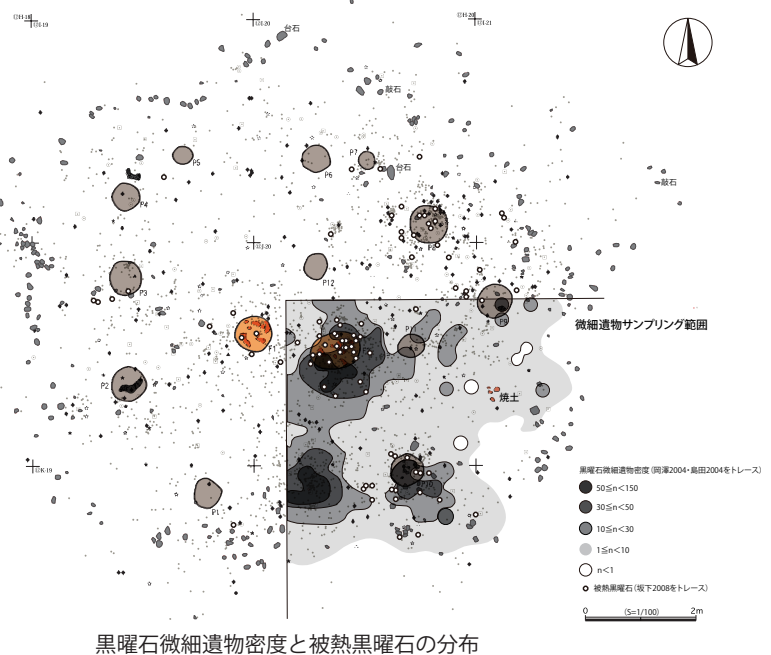 台石
敲石
P5
P6
P7
台石
敲石
P4
P3
P12
P9
微細遺物サンプリング範囲
F1
P2
焼土
P10
P1
黒曜石微細遺物密度(岡澤2004・島田2004をトレース)
50≦n<150
30≦n<50
10≦n<30
1≦n<10
n<1
被熱黒曜石(坂下2008をトレース)
0 (S=1/100) 2m
黒曜石微細遺物密度と被熱黒曜石の分布